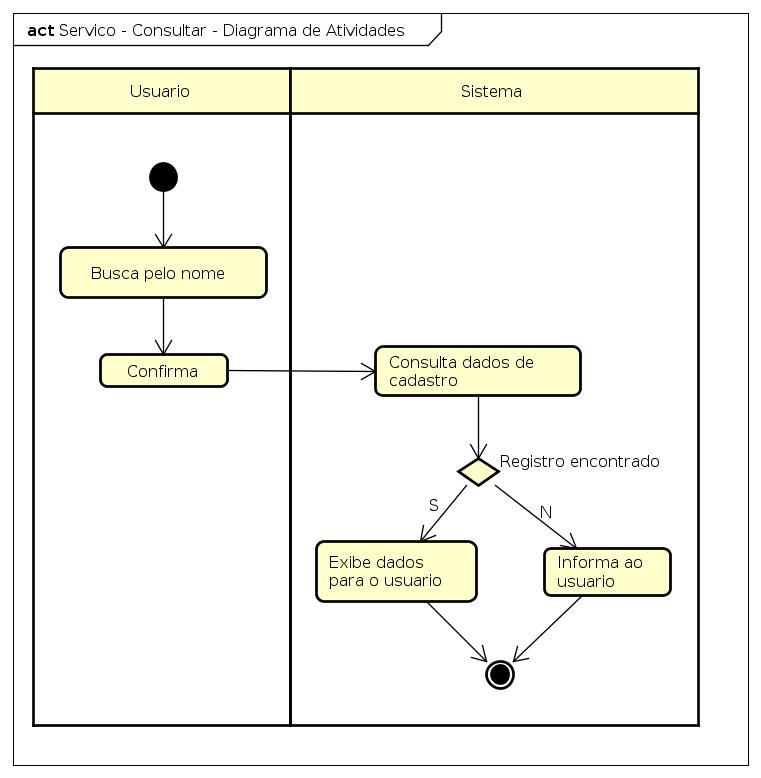 act Servico - Consultar - Diagrama de Atividades
Usuario
Sistema
Busca pelo nome
Confirma
Consulta dados de
cadastro
Registro encontrado
S
N
Exibe dados
para o usuario
Informa ao
usuario